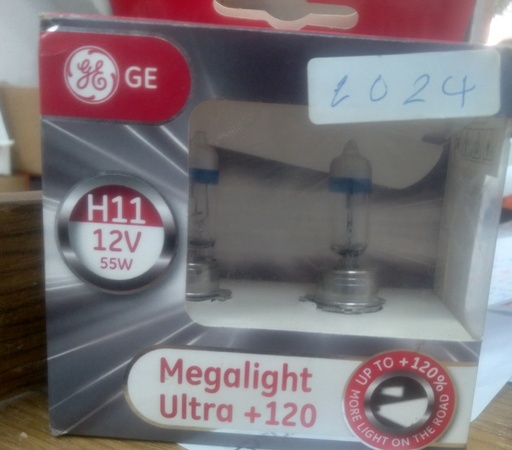 GE
GE
2024
H11
12V
55W
Megalight
Ultra +120
UP TO +120%
MORE LIGHT ON THE ROAD